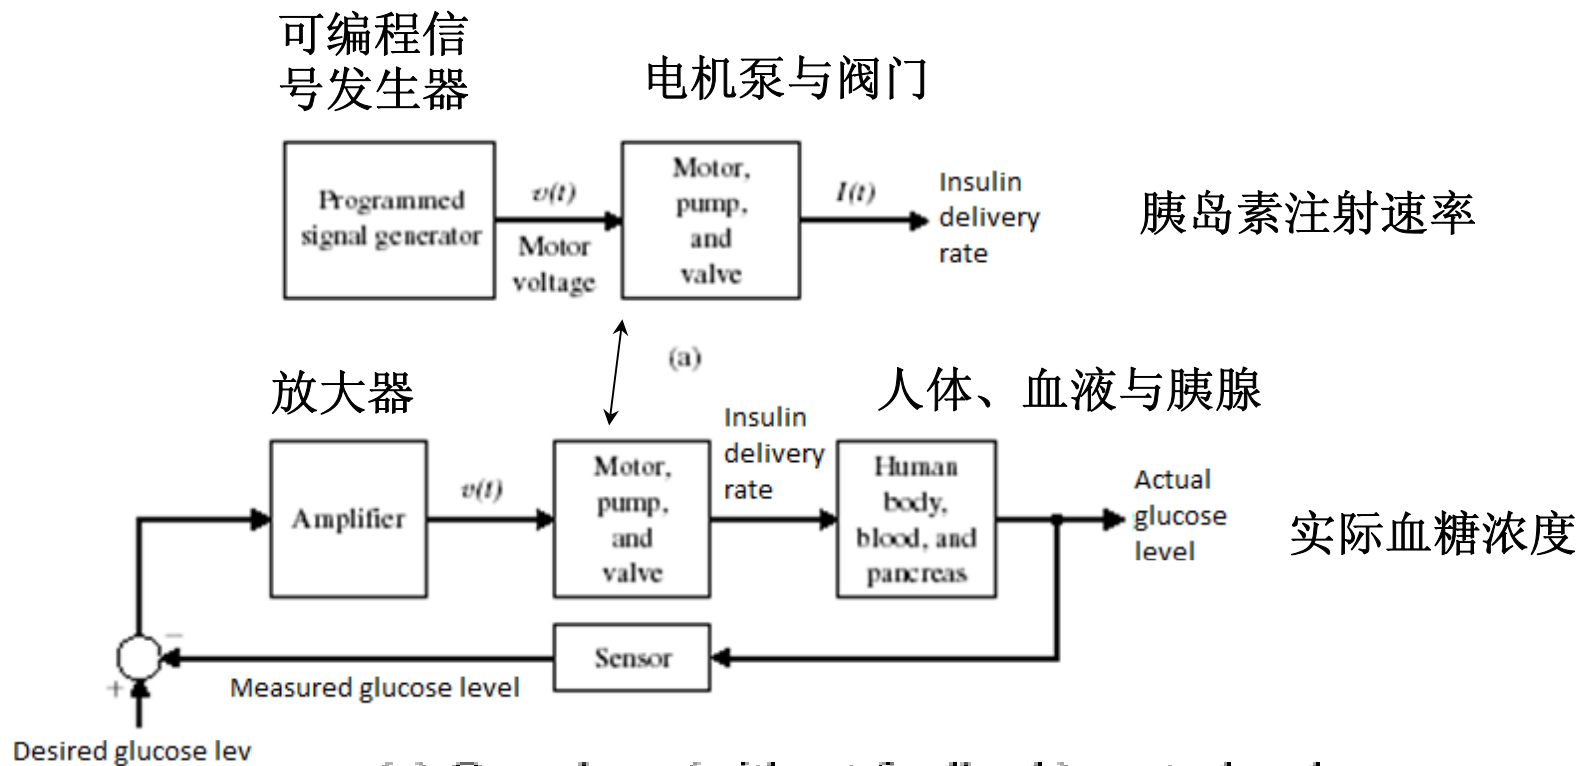 可编程信
号发生器
电机泵与阀门
Programmed
signal generator
v(t)
Motor
voltage
Motor,
pump,
and
valve
I(t)
Insulin
delivery
rate
胰岛素注射速率
(a)
放大器
人体、血液与胰腺
Amplifier
v(t)
Motor,
pump,
and
valve
Insulin
delivery
rate
Human
body,
blood, and
pancreas
Actual
glucose
level
实际血糖浓度
−
+
Sensor
Measured glucose level
Desired glucose lev